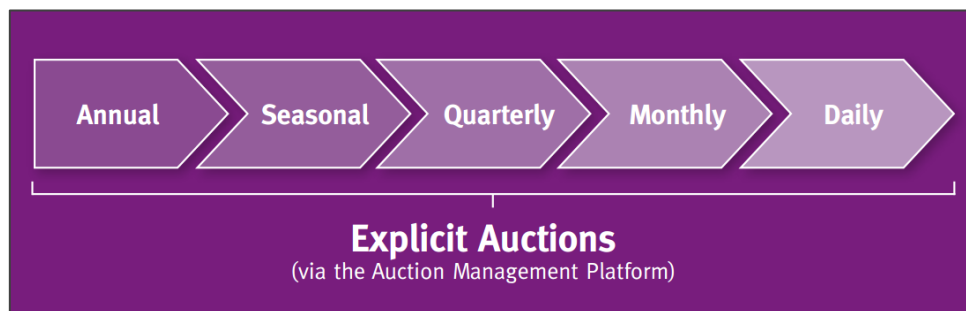 Annual Seasonal Quarterly Monthly Daily
Explicit Auctions
(via the Auction Management Platform)